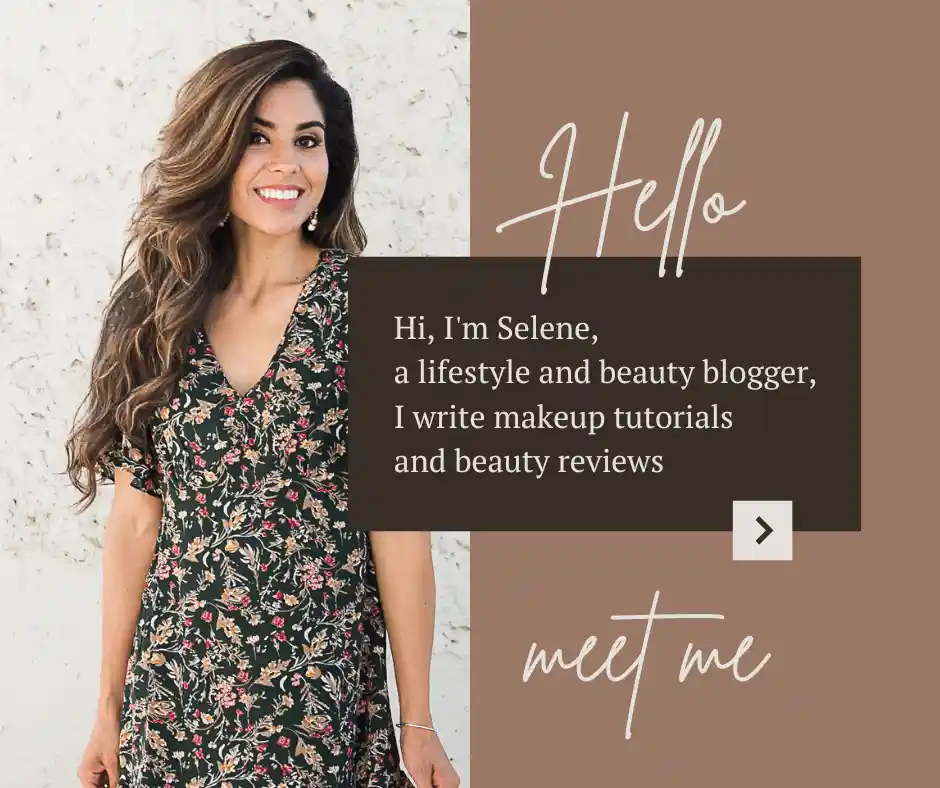 Hello
Hi, I'm Selene,
a lifestyle and beauty blogger,
I write makeup tutorials
and beauty reviews
meet me